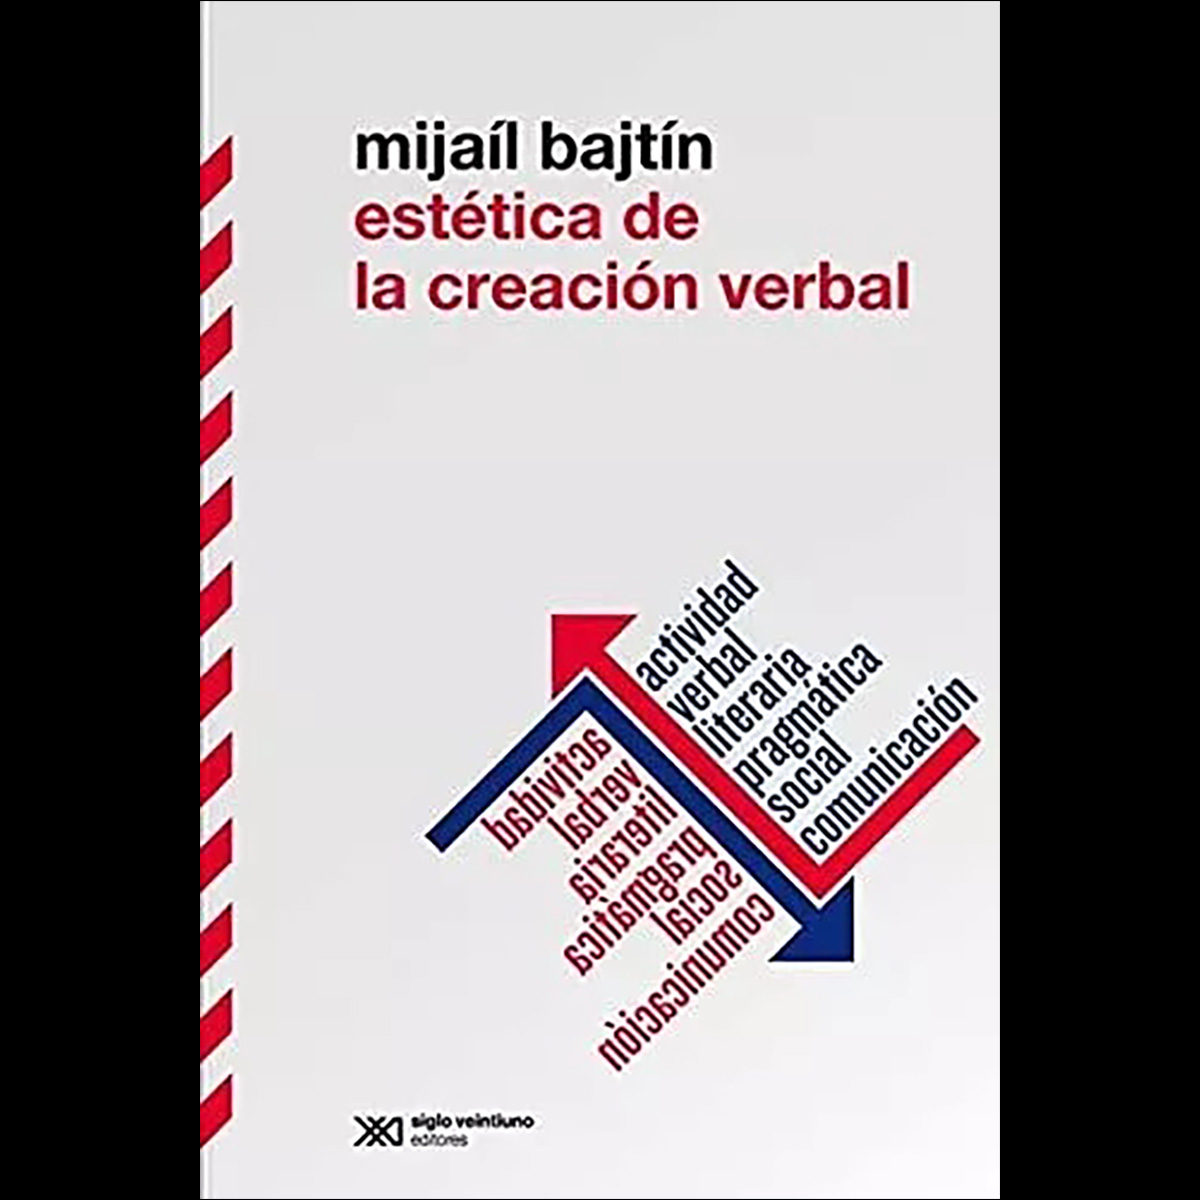 mijaíl bajtín
estética de
la creación verbal
actividad
verbal
literaria
pragmática
social
comunicación
actividad
verbal
literaria
pragmática
social
comunicación
siglo veintiuno
editores